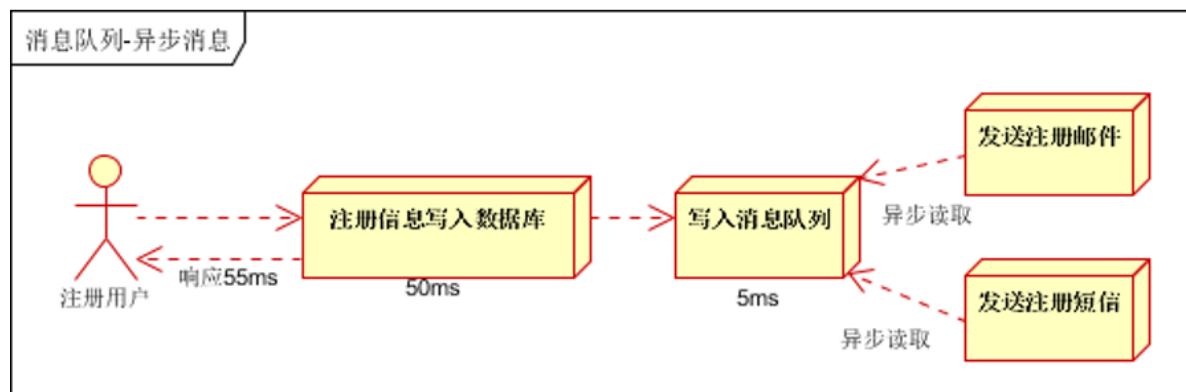 消息队列-异步消息
发送注册邮件
注册信息写入数据库
写入消息队列
异步读取
响应55ms
注册用户
50ms
5ms
发送注册短信
异步读取